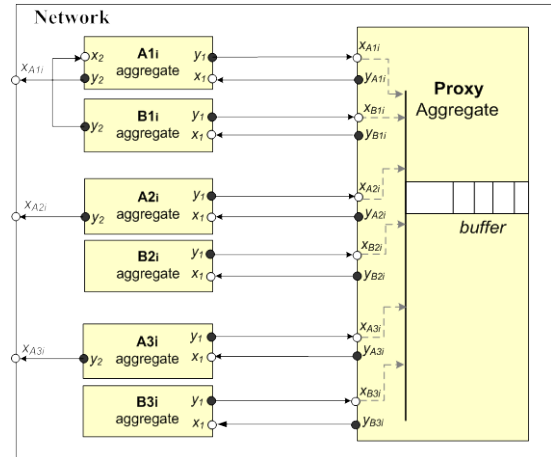 Network
A1i
aggregate
x2
y2
y1
x1
xA1i
xA1i
yA1i
Proxy
Aggregate
B1i
aggregate
y2
y1
x1
xB1i
yB1i
A2i
aggregate
y2
y1
x1
xA2i
xA2i
yA2i
buffer
B2i
aggregate
y1
x1
xB2i
yB2i
A3i
aggregate
y2
y1
x1
xA3i
xA3i
yA3i
B3i
aggregate
y1
x1
xB3i
yB3i